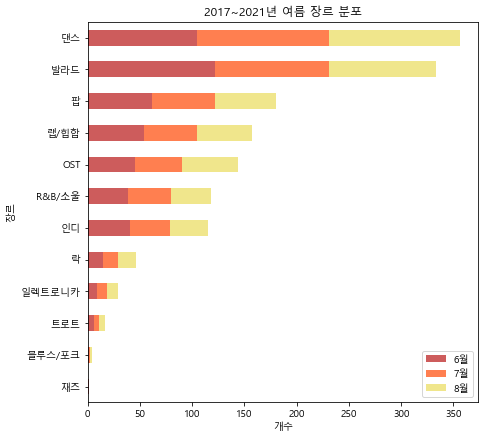 2017~2021년 여름 장르 분포
장르
댄스
발라드
팝
랩/힙합
OST
R&B/소울
인디
락
일렉트로니카
트로트
블루스/포크
재즈
0 50 100 150 200 250 300 350
개수
6월
7월
8월